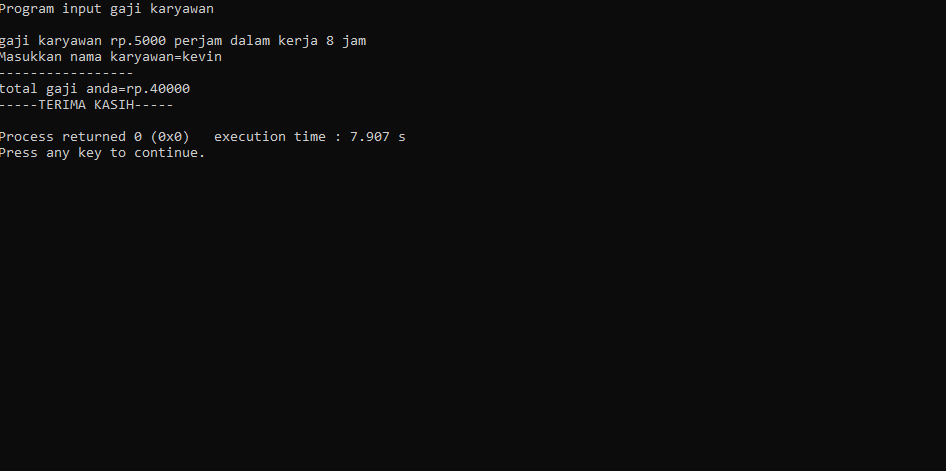 Program input gaji karyawan
gaji karyawan rp.5000 perjam dalam kerja 8 jam
Masukkan nama karyawan=kevin
-----------------
total gaji anda=rp.40000
-----TERIMA KASIH-----
Process returned 0 (0x0)   execution time : 7.907 s
Press any key to continue.